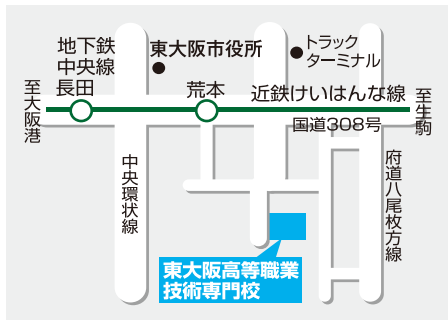 地下鉄
中央線
長田
東大阪市役所
トラック
ターミナル
荒本
近鉄けいはんな線
至大阪港
至生駒
国道308号
中央環状線
府道八尾枚方線
東大阪高等職業
技術専門校